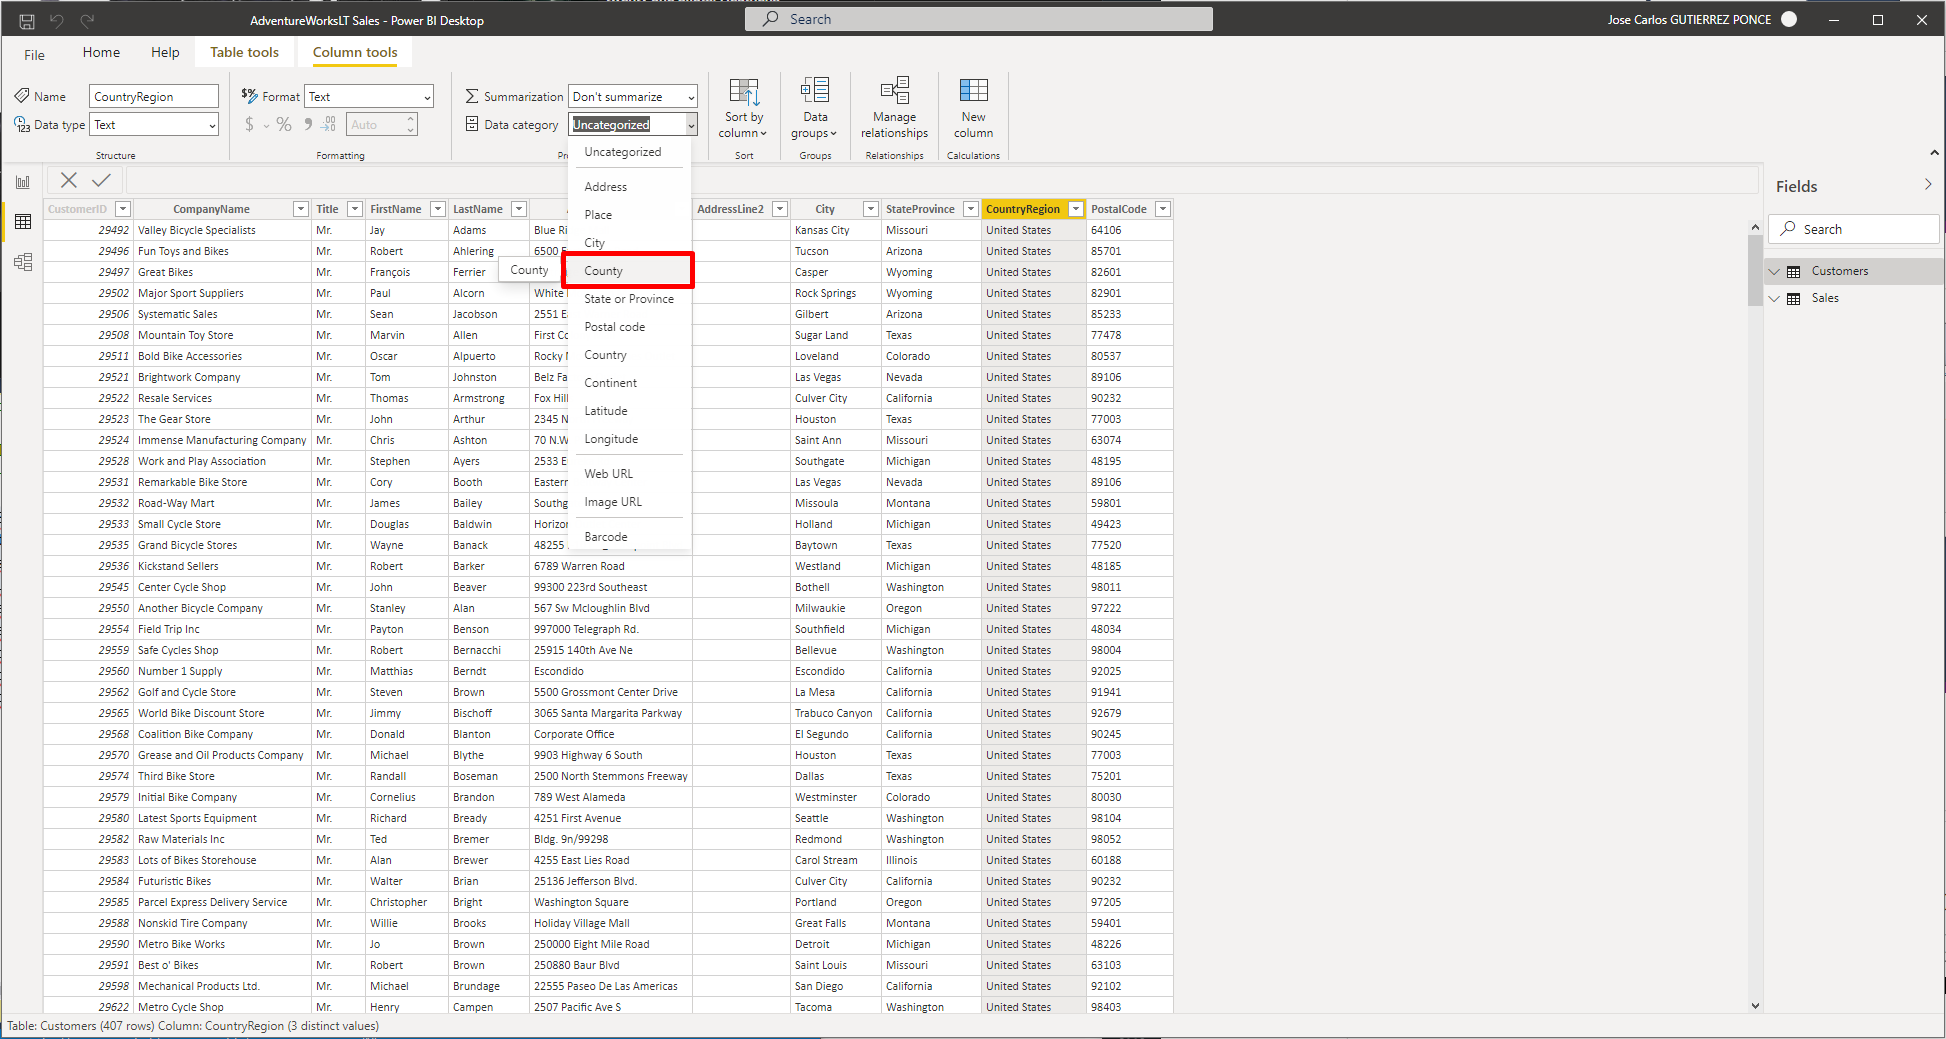 AdventureWorksLT Sales - Power BI Desktop
Search
Jose Carlos GUTIERREZ PONCE
File
Home
Help
Table tools
Column tools
Name
CountryRegion
Format
Text
Summarization
Don't summarize
Data type
Text
$ % 9 .00
Auto
Data category
Uncategorized
Sort by column
Data groups
Manage relationships
New column
Structure
Formatting
Sort
Groups
Relationships
Calculations
Uncategorized
Address
Place
City
County
County
State or Province
Postal code
Country
Continent
Latitude
Longitude
Web URL
Image URL
Barcode
Fields
Search
Customers
Sales
CustomerID CompanyName Title FirstName LastName AddressLine2 City StateProvince CountryRegion PostalCode
29492 Valley Bicycle Specialists Mr. Jay Adams Blue Ri Kansas City Missouri United States 64106
29496 Fun Toys and Bikes Mr. Robert Ahlering 6500 Tucson Arizona United States 85701
29497 Great Bikes Mr. François Ferrier Casper Wyoming United States 82601
29502 Major Sport Suppliers Mr. Paul Alcorn White Rock Springs Wyoming United States 82901
29506 Systematic Sales Mr. Sean Jacobson 2551 Ea Gilbert Arizona United States 85233
29508 Mountain Toy Store Mr. Marvin Allen First Co Sugar Land Texas United States 77478
29511 Bold Bike Accessories Mr. Oscar Alpuerto Rocky Loveland Colorado United States 80537
29521 Brightwork Company Mr. Tom Johnston Belz Fa Las Vegas Nevada United States 89106
29522 Resale Services Mr. Thomas Armstrong Fox Hill Culver City California United States 90232
29523 The Gear Store Mr. John Arthur 2345 N Houston Texas United States 77003
29524 Immense Manufacturing Company Mr. Chris Ashton 70 N.W Saint Ann Missouri United States 63074
29528 Work and Play Association Mr. Stephen Ayers 2533 E Southgate Michigan United States 48195
29531 Remarkable Bike Store Mr. Cory Booth Eastern Las Vegas Nevada United States 89106
29532 Road-Way Mart Mr. James Bailey Southg Missoula Montana United States 59801
29533 Small Cycle Store Mr. Douglas Baldwin Horizon Holland Michigan United States 49423
29535 Grand Bicycle Stores Mr. Wayne Banack 48255 Baytown Texas United States 77520
29536 Kickstand Sellers Mr. Robert Barker 6789 Warren Road Westland Michigan United States 48185
29545 Center Cycle Shop Mr. John Beaver 99300 223rd Southeast Bothell Washington United States 98011
29550 Another Bicycle Company Mr. Stanley Alan 567 Sw Mcloughlin Blvd Milwaukie Oregon United States 97222
29554 Field Trip Inc Mr. Payton Benson 997000 Telegraph Rd. Southfield Michigan United States 48034
29559 Safe Cycles Shop Mr. Robert Bernacchi 25915 140th Ave Ne Bellevue Washington United States 98004
29560 Number 1 Supply Mr. Matthias Berndt Escondido Escondido California United States 92025
29562 Golf and Cycle Store Mr. Steven Brown 5500 Grossmont Center Drive La Mesa California United States 91941
29565 World Bike Discount Store Mr. Jimmy Bischoff 3065 Santa Margarita Parkway Trabuco Canyon California United States 92679
29568 Coalition Bike Company Mr. Donald Blanton Corporate Office El Segundo California United States 90245
29570 Grease and Oil Products Company Mr. Michael Blythe 9903 Highway 6 South Houston Texas United States 77003
29574 Third Bike Store Mr. Randall Boseman 2500 North Stemmons Freeway Dallas Texas United States 75201
29579 Initial Bike Company Mr. Cornelius Brandon 789 West Alameda Westminster Colorado United States 80030
29580 Latest Sports Equipment Mr. Richard Bready 4251 First Avenue Seattle Washington United States 98104
29582 Raw Materials Inc Mr. Ted Bremer Bldg. 9n/99298 Redmond Washington United States 98052
29583 Lots of Bikes Storehouse Mr. Alan Brewer 4255 East Lies Road Carol Stream Illinois United States 60188
29584 Futuristic Bikes Mr. Walter Brian 25136 Jefferson Blvd. Culver City California United States 90232
29585 Parcel Express Delivery Service Mr. Christopher Bright Washington Square Portland Oregon United States 97205
29588 Nonskid Tire Company Mr. Willie Brooks Holiday Village Mall Great Falls Montana United States 59401
29590 Metro Bike Works Mr. Jo Brown 250000 Eight Mile Road Detroit Michigan United States 48226
29591 Best o' Bikes Mr. Robert Brown 250880 Baur Blvd Saint Louis Missouri United States 63103
29598 Mechanical Products Ltd. Mr. Michael Brundage 22555 Paseo De Las Americas San Diego California United States 92102
29622 Metro Cycle Shop Mr. Henry Campen 2507 Pacific Ave S Tacoma Washington United States 98403
Table: Customers (407 rows) Column: CountryRegion (3 distinct values)